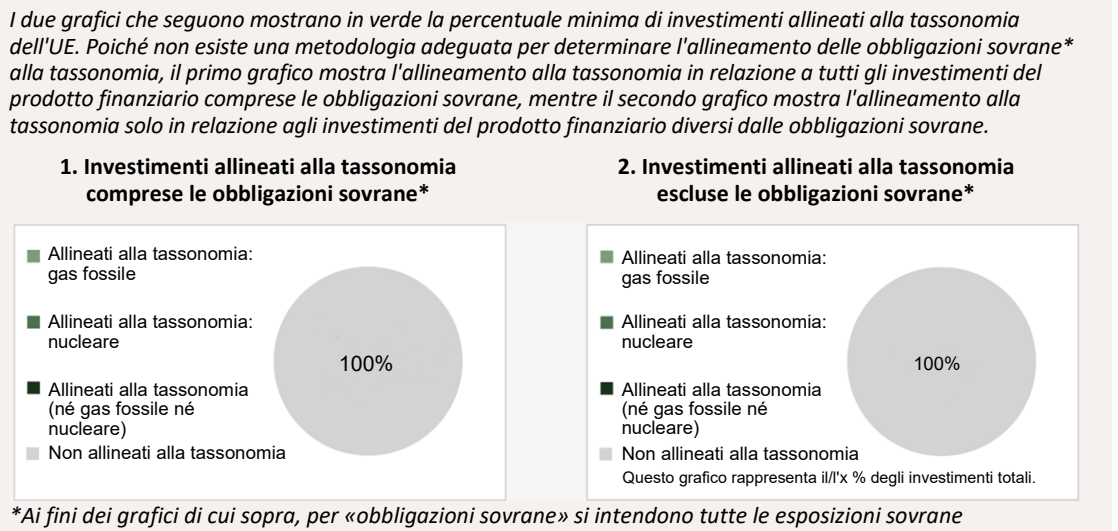 I due grafici che seguono mostrano in verde la percentuale minima di investimenti allineati alla tassonomia
dell'UE. Poiché non esiste una metodologia adeguata per determinare l'allineamento delle obbligazioni sovrane*
alla tassonomia, il primo grafico mostra l'allineamento alla tassonomia in relazione a tutti gli investimenti del
prodotto finanziario comprese le obbligazioni sovrane, mentre il secondo grafico mostra l'allineamento alla
tassonomia solo in relazione agli investimenti del prodotto finanziario diversi dalle obbligazioni sovrane.
1. Investimenti allineati alla tassonomia
comprese le obbligazioni sovrane*
Allineati alla tassonomia:
gas fossile
Allineati alla tassonomia:
nucleare
Allineati alla tassonomia
(né gas fossile né
nucleare)
Non allineati alla tassonomia
100%
2. Investimenti allineati alla tassonomia
escluse le obbligazioni sovrane*
Allineati alla tassonomia:
gas fossile
Allineati alla tassonomia:
nucleare
Allineati alla tassonomia
(né gas fossile né
nucleare)
Non allineati alla tassonomia
100%
Questo grafico rappresenta il/l'x % degli investimenti totali.
*Ai fini dei grafici di cui sopra, per «obbligazioni sovrane» si intendono tutte le esposizioni sovrane